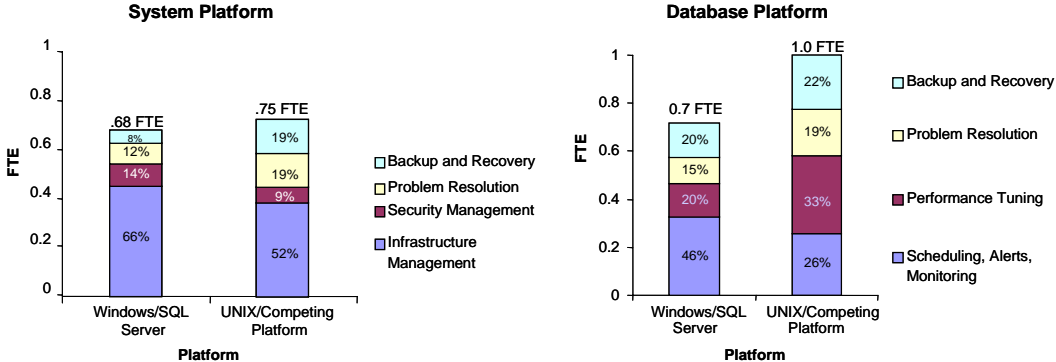 System Platform
FTE
1
0.8
0.6
0.4
0.2
0
.68 FTE
8%
12%
14%
66%
.75 FTE
19%
19%
9%
52%
Windows/SQL
Server
UNIX/Competing
Platform
Platform
Backup and Recovery
Problem Resolution
Security Management
Infrastructure
Management
Database Platform
FTE
1
0.8
0.6
0.4
0.2
0
0.7 FTE
20%
15%
20%
46%
1.0 FTE
22%
19%
33%
26%
Windows/SQL
Server
UNIX/Competing
Platform
Platform
Backup and Recovery
Problem Resolution
Performance Tuning
Scheduling, Alerts,
Monitoring